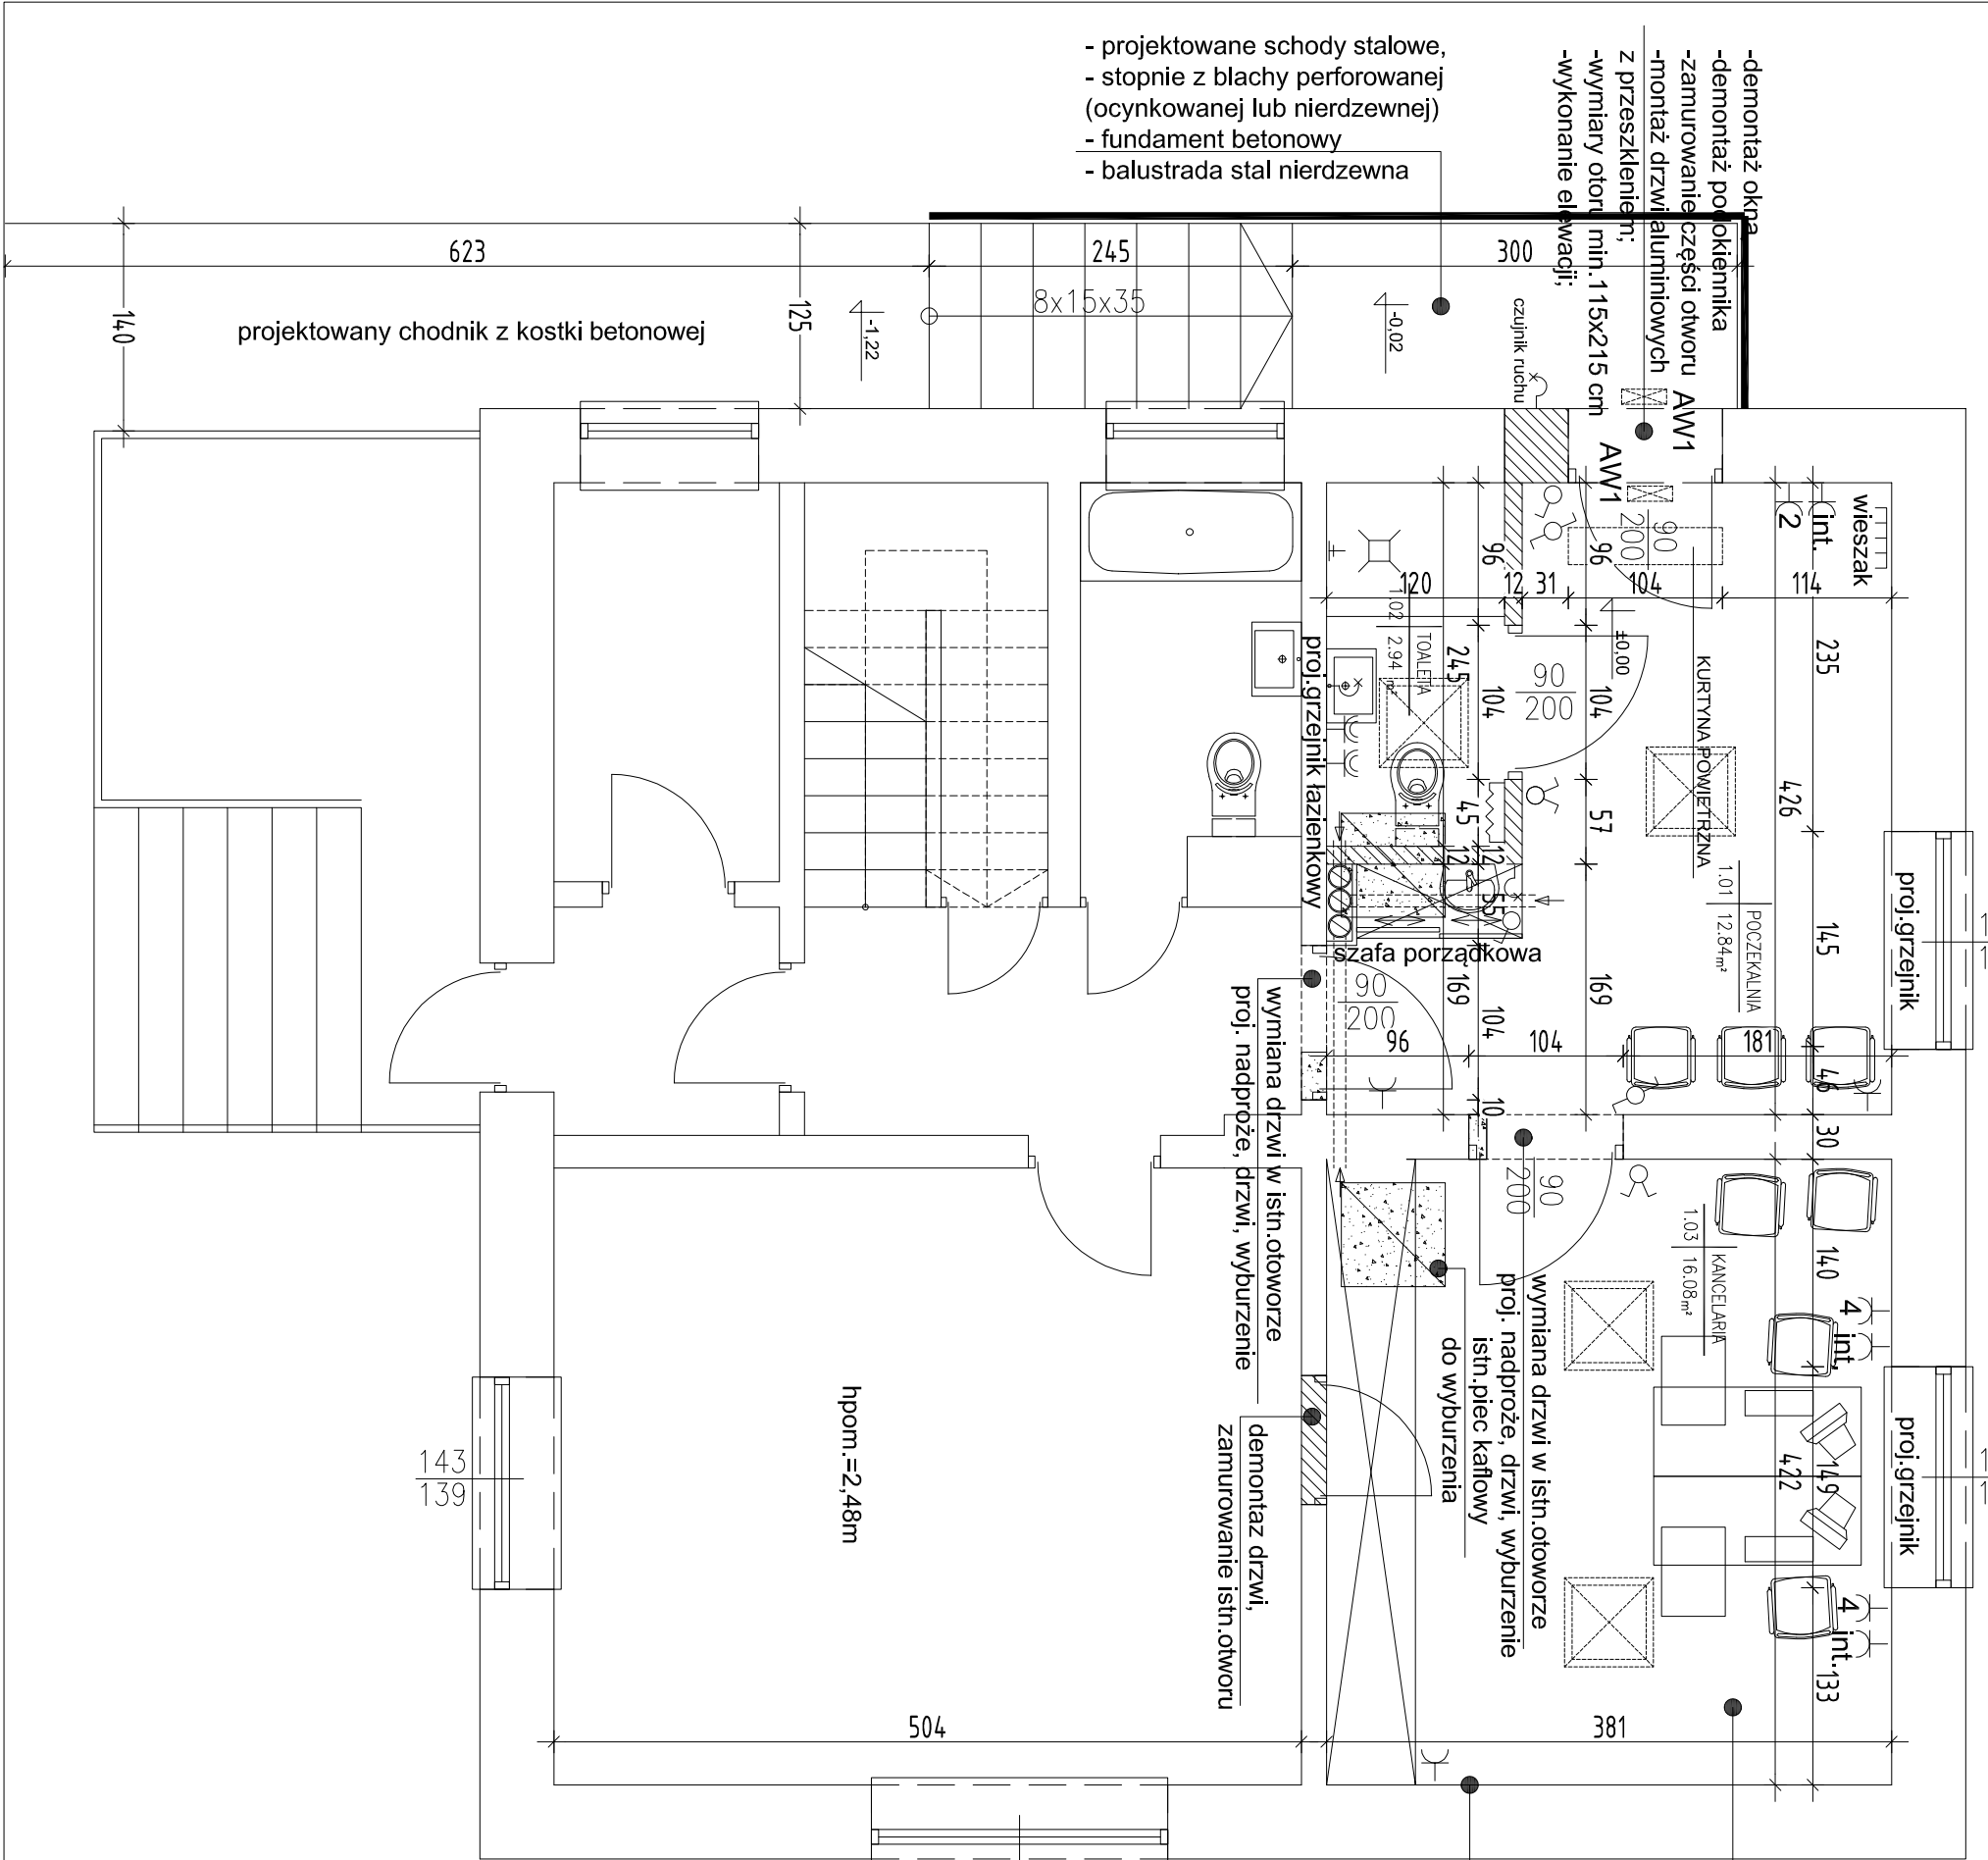 - projektowane schody stalowe,
- stopnie z blachy perforowanej
(ocynkowanej lub nierdzewnej)
- fundament betonowy
- balustrada stal nierdzewna
-demontaż okna
-demontaż podokiennika
-zamurowanie części otworu
-montaż drzwi aluminiowych
z przeszkleniem;
-wymiary otoru min.115x215 cm
-wykonanie elewacji;
623
245
300
140
125
projektowany chodnik z kostki betonowej
8x15x35
-1,22
-0,02
czujnik ruchu
AW1
AW1
90
200
2
int.
wieszak
96
96
120
12
31
104
114
1.02
TOALETA
2.94
±0,00
245
104
90
200
104
KURTYNA POWIETRZNA
235
426
proj.grzejnik łazienkowy
45
57
12
12
55
1.01
POCZEKALNIA
12.84m²
145
proj.grzejnik
szafa porządkowa
169
104
169
90
200
96
104
181
46
10
30
wymiana drzwi w istn.otoworze
proj. nadproże, drzwi, wyburzenie
90
200
1.03
KANCELARIA
16.08m²
140
4
int.
wymiana drzwi w istn.otoworze
proj. nadproże, drzwi, wyburzenie
istn.piec kaflowy
do wyburzenia
demontaz drzwi,
zamurowanie istn.otworu
hpom.=2,48m
143
139
149
422
proj.grzejnik
4
int.
133
504
381